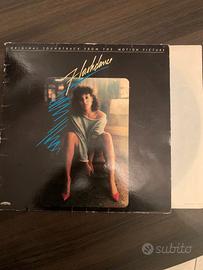 ORIGINAL SOUNDTRACK FROM THE MOTION PICTURE
Flashdance
subito